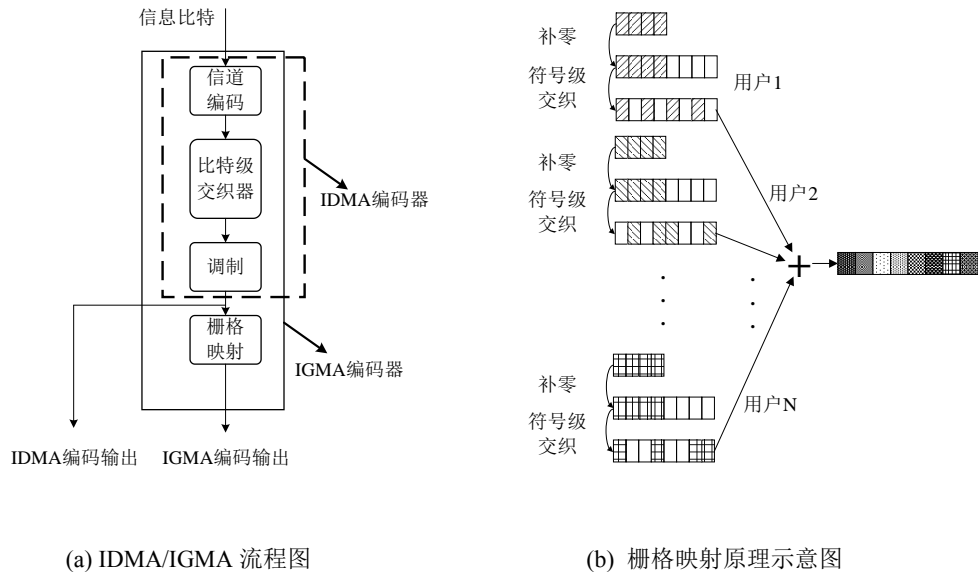 信息比特
信道
编码
比特级
交织器
调制
栅格
映射
IDMA编码器
IGMA编码器
IDMA编码输出
IGMA编码输出
(a) IDMA/IGMA 流程图
补零
符号级
交织
用户1
补零
符号级
交织
用户2
+
补零
符号级
交织
用户N
(b) 栅格映射原理示意图